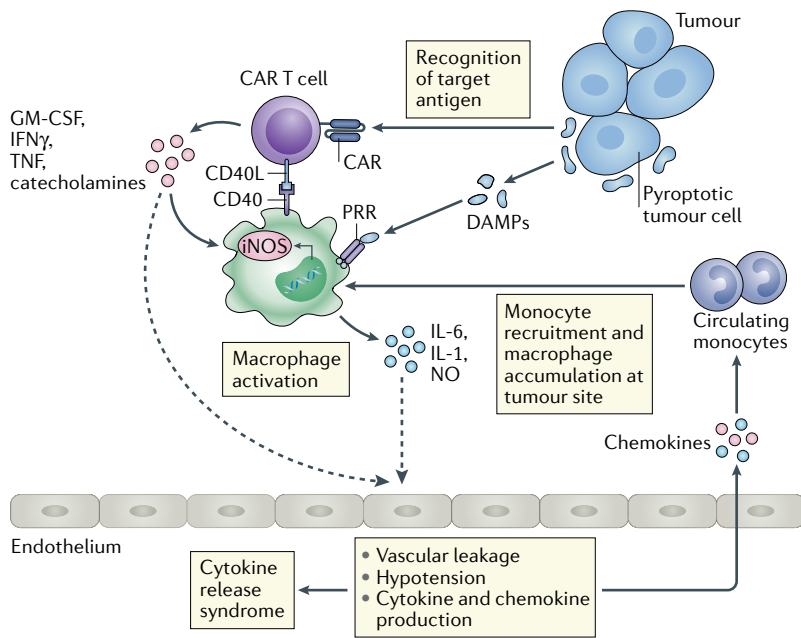 Tumour
Recognition
of target
antigen
CAR T cell
GM-CSF,
IFNγ,
TNF,
catecholamines
CAR
CD40L
CD40
PRR
DAMPs
Pyroptotic
tumour cell
iNOS
Macrophage
activation
IL-6,
IL-1,
NO
Monocyte
recruitment and
macrophage
accumulation at
tumour site
Circulating
monocytes
Chemokines
Endothelium
Cytokine
release
syndrome
• Vascular leakage
• Hypotension
• Cytokine and chemokine
production